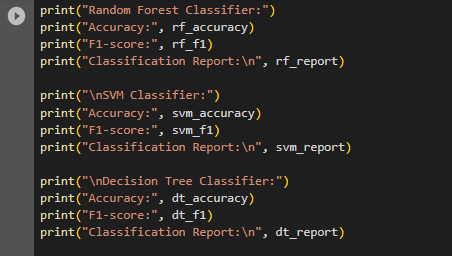 print("Random Forest Classifier:")
print("Accuracy:", rf_accuracy)
print("F1-score:", rf_f1)
print("Classification Report:\n", rf_report)
print("\nSVM Classifier:")
print("Accuracy:", svm_accuracy)
print("F1-score:", svm_f1)
print("Classification Report:\n", svm_report)
print("\nDecision Tree Classifier:")
print("Accuracy:", dt_accuracy)
print("F1-score:", dt_f1)
print("Classification Report:\n", dt_report)